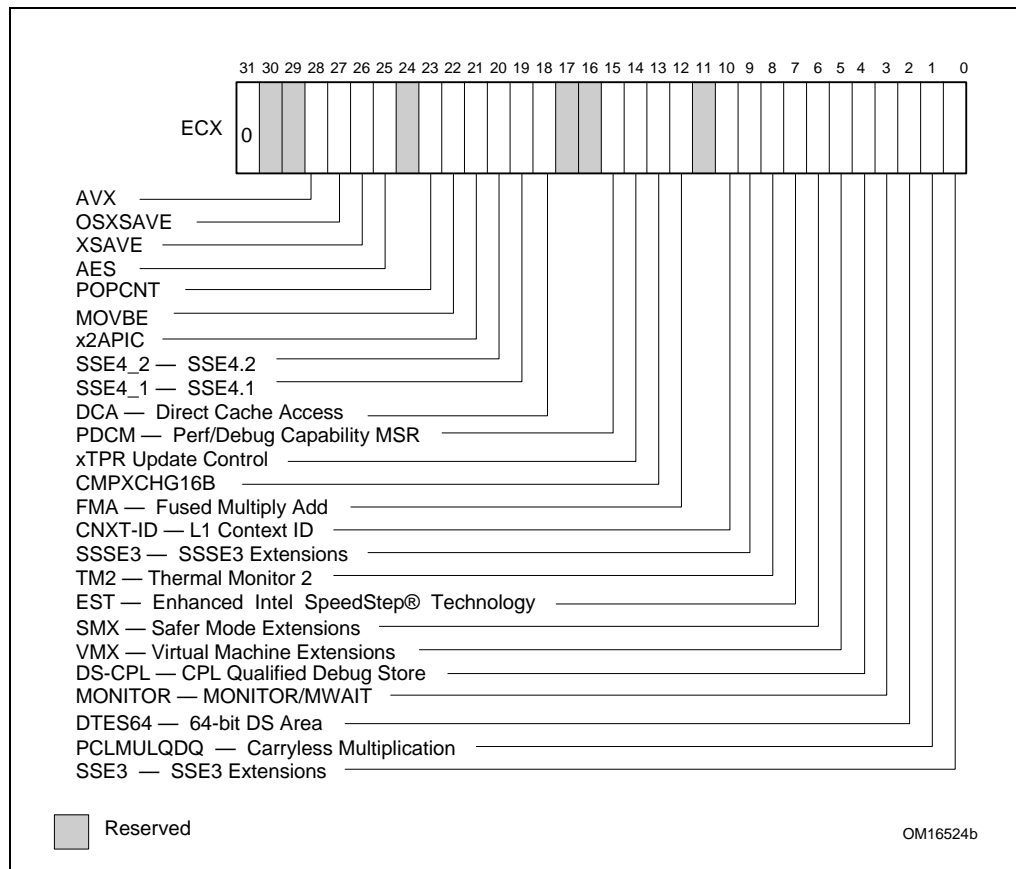 31 30 29 28 27 26 25 24 23 22 21 20 19 18 17 16 15 14 13 12 11 10 9 8 7 6 5 4 3 2 1 0
ECX
0
AVX
OSXSAVE
XSAVE
AES
POPCNT
MOVBE
x2APIC
SSE4_2 — SSE4.2
SSE4_1 — SSE4.1
DCA — Direct Cache Access
PDCM — Perf/Debug Capability MSR
xTPR Update Control
CMPXCHG16B
FMA — Fused Multiply Add
CNXT-ID — L1 Context ID
SSSE3 — SSSE3 Extensions
TM2 — Thermal Monitor 2
EST — Enhanced Intel SpeedStep® Technology
SMX — Safer Mode Extensions
VMX — Virtual Machine Extensions
DS-CPL — CPL Qualified Debug Store
MONITOR — MONITOR/MWAIT
DTES64 — 64-bit DS Area
PCLMULQDQ — Carryless Multiplication
SSE3 — SSE3 Extensions
Reserved
OM16524b